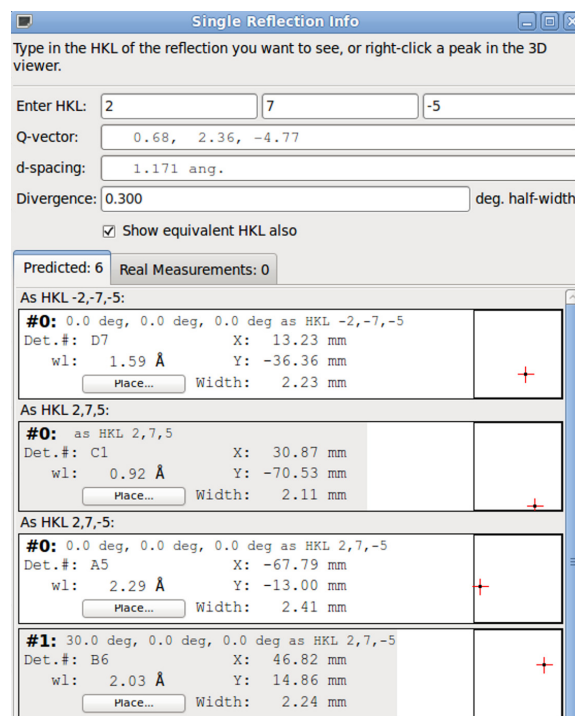 Single Reflection Info
Type in the HKL of the reflection you want to see, or right-click a peak in the 3D
viewer.
Enter HKL: 2 7 -5
Q-vector: 0.68, 2.36, -4.77
d-spacing: 1.171 ang.
Divergence: 0.300 deg. half-width
Show equivalent HKL also
Predicted: 6 Real Measurements: 0
As HKL -2,-7,-5:
#0: 0.0 deg, 0.0 deg, 0.0 deg as HKL -2,-7,-5
Det.#: D7 X: 13.23 mm
wl: 1.59 Å Y: -36.36 mm
Place... Width: 2.23 mm
As HKL 2,7,5:
#0: as HKL 2,7,5
Det.#: C1 X: 30.87 mm
wl: 0.92 Å Y: -70.53 mm
Place... Width: 2.11 mm
As HKL 2,7,-5:
#0: 0.0 deg, 0.0 deg, 0.0 deg as HKL 2,7,-5
Det.#: A5 X: -67.79 mm
wl: 2.29 Å Y: -13.00 mm
Place... Width: 2.41 mm
#1: 30.0 deg, 0.0 deg, 0.0 deg as HKL 2,7,-5
Det.#: B6 X: 46.82 mm
wl: 2.03 Å Y: 14.86 mm
Place... Width: 2.24 mm